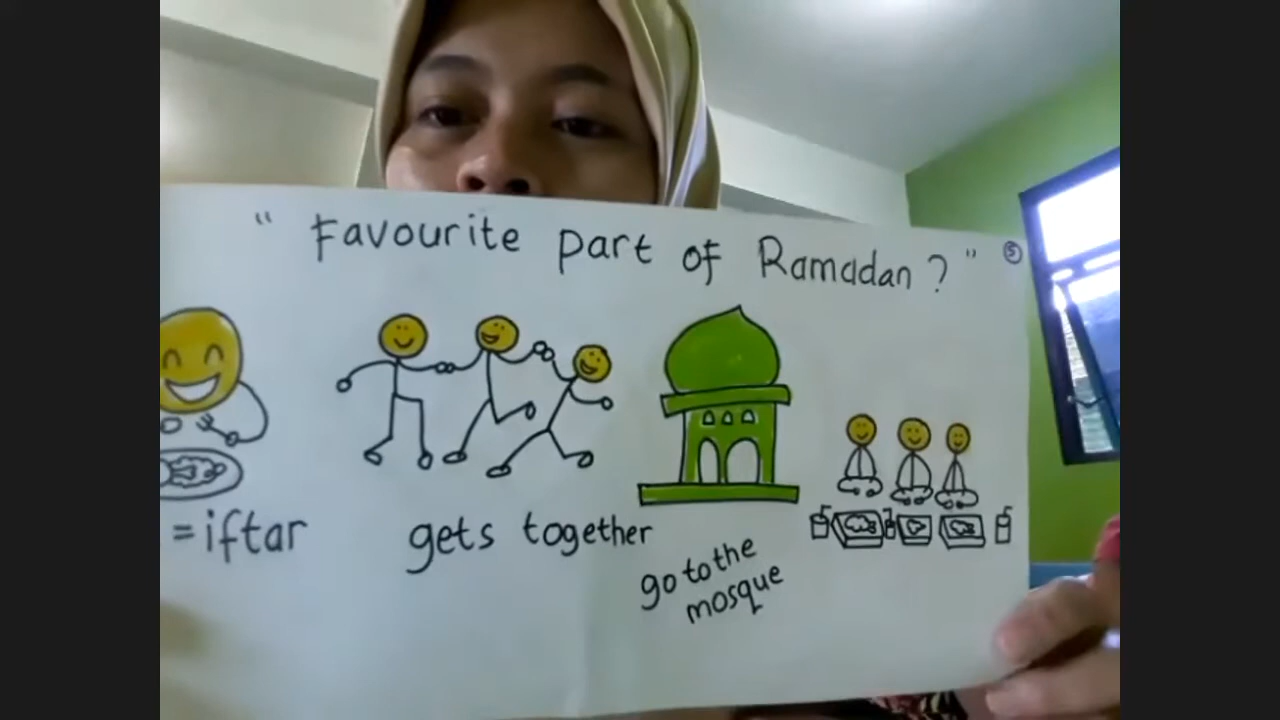 " Favourite part of Ramadan? " 5
= iftar
gets together
go to the
mosque